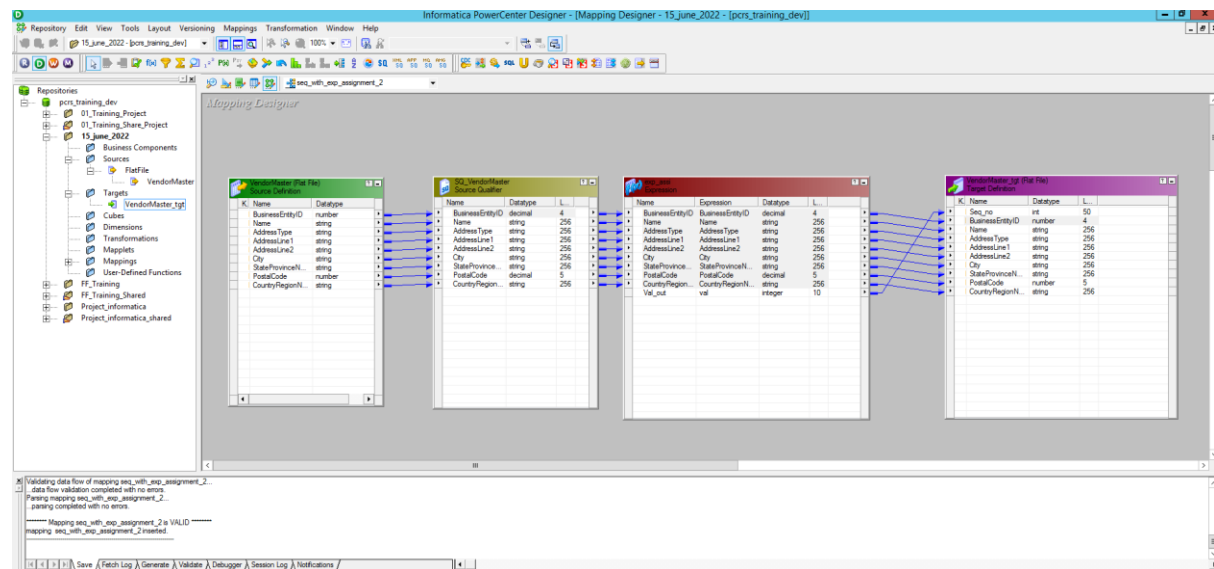 Informatica PowerCenter Designer - [Mapping Designer - 15_june_2022 - [pcrs_training_dev]]
Repository Edit View Tools Layout Versioning Mappings Transformation Window Help
15_june_2022 - [pcrs_training_dev]
100%
seq_with_exp_assignment_2
Repositories
pcrs_training_dev
01_Training_Project
01_Training_Share_Project
15_june_2022
Business Components
Sources
FlatFile
VendorMaster
Targets
VendorMaster_tgt
Cubes
Dimensions
Transformations
Mapplets
Mappings
User-Defined Functions
FF_Training
FF_Training_Shared
Project_informatica
Project_informatica_shared
Mapping Designer
VendorMaster (Flat File)
Source Definition
K. Name Datatype
BusinessEntityID number
Name string
AddressType string
AddressLine1 string
AddressLine2 string
City string
StateProvinceN... string
PostalCode number
CountryRegionN... string
SQ_VendorMaster
Source Qualifier
Name Datatype L...
BusinessEntityID decimal 4
Name string 256
AddressType string 256
AddressLine1 string 256
AddressLine2 string 256
City string 256
StateProvince... string 256
PostalCode decimal 5
CountryRegion... string 256
Expression
Name Expression Datatype L...
BusinessEntityID BusinessEntityID decimal 4
Name Name string 256
AddressType AddressType string 256
AddressLine1 AddressLine1 string 256
AddressLine2 AddressLine2 string 256
City City string 256
StateProvince... StateProvinceN... string 256
PostalCode PostalCode decimal 5
CountryRegion... CountryRegionN... string 256
Val_out val integer 10
VendorMaster_tgt (Flat File)
Target Definition
K. Name Datatype L...
Seq_no int 50
BusinessEntityID number 4
Name string 256
AddressType string 256
AddressLine1 string 256
AddressLine2 string 256
City string 256
StateProvinceN... string 256
PostalCode number 5
CountryRegionN... string 256
Validating data flow of mapping seq_with_exp_assignment_2...
...data flow validation completed with no errors.
Parsing mapping seq_with_exp_assignment_2...
...parsing completed with no errors.
******* Mapping seq_with_exp_assignment_2 is VALID *******
mapping seq_with_exp_assignment_2 inserted.
Save Fetch Log Generate Validate Debugger Session Log Notifications